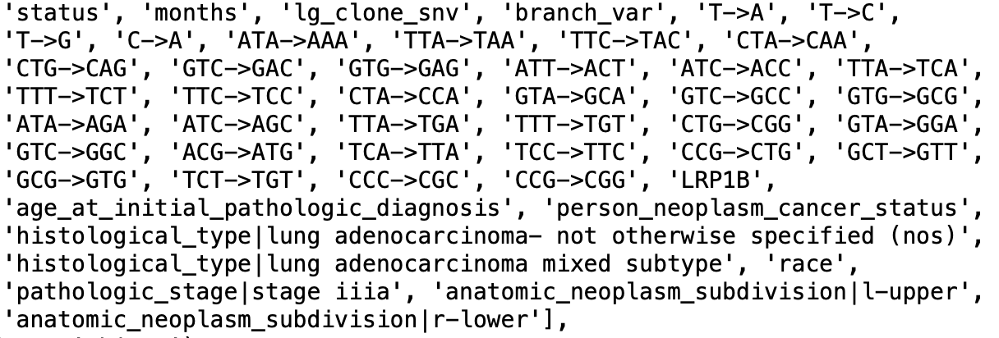 'status', 'months', 'lg_clone_snv', 'branch_var', 'T->A', 'T->C',
'T->G', 'C->A', 'ATA->AAA', 'TTA->TAA', 'TTC->TAC', 'CTA->CAA',
'CTG->CAG', 'GTC->GAC', 'GTG->GAG', 'ATT->ACT', 'ATC->ACC', 'TTA->TCA',
'TTT->TCT', 'TTC->TCC', 'CTA->CCA', 'GTA->GCA', 'GTC->GCC', 'GTG->GCG',
'ATA->AGA', 'ATC->AGC', 'TTA->TGA', 'TTT->TGT', 'CTG->CGG', 'GTA->GGA',
'GTC->GGC', 'ACG->ATG', 'TCA->TTA', 'TCC->TTC', 'CCG->CTG', 'GCT->GTT',
'GCG->GTG', 'TCT->TGT', 'CCC->CGC', 'CCG->CGG', 'LRP1B',
'age_at_initial_pathologic_diagnosis', 'person_neoplasm_cancer_status',
'histological_type|lung adenocarcinoma- not otherwise specified (nos)',
'histological_type|lung adenocarcinoma mixed subtype', 'race',
'pathologic_stage|stage iiia', 'anatomic_neoplasm_subdivision|l-upper',
'anatomic_neoplasm_subdivision|r-lower'],